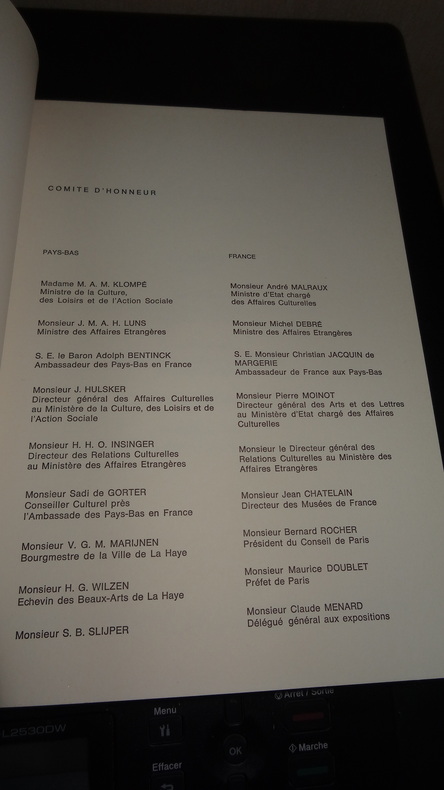 COMITE D'HONNEUR
PAYS-BAS
Madame M. A. M. KLOMPÉ
Ministre de la Culture,
des Loisirs et de l'Action Sociale
Monsieur J. M. A. H. LUNS
Ministre des Affaires Etrangères
S. E. le Baron Adolph BENTINCK
Ambasadeur des Pays-Bas en France
Monsieur J. HULSKER
Directeur général des Affaires Culturelles
au Ministère de la Culture, des Loisirs et de
l'Action Sociale
Monsieur H. H. O. INSINGER
Directeur des Relations Culturelles
au Ministère des Affaires Etrangères
Monsieur Sadi de GORTER
Conseiller Culturel près
l'Ambassade des Pays-Bas en France
Monsieur V. G. M. MARIJNEN
Bourgmestre de la Ville de La Haye
Monsieur H. G. WILZEN
Echevin des Beaux-Arts de La Haye
Monsieur S. B. SLIJPER
FRANCE
Monsieur André MALRAUX
Ministre d'Etat chargé
des Affaires Culturelles
Monsieur Michel DEBRÉ
Ministre des Affaires Etrangères
S. E. Monsieur Christian JACQUIN de
MARGERIE
Ambassadeur de France aux Pays-Bas
Monsieur Pierre MOINOT
Directeur général des Arts et des Lettres
au Ministère d'Etat chargé des Affaires
Culturelles
Monsieur le Directeur général des
Relations Culturelles au Ministère des
Affaires Etrangères
Monsieur Jean CHATELAIN
Directeur des Musées de France
Monsieur Bernard ROCHER
Président du Conseil de Paris
Monsieur Maurice DOUBLET
Préfet de Paris
Monsieur Claude MENARD
Délégué général aux expositions
L2530DW
Menu
OK
Effacer
Arrêt / Sortie
Marche